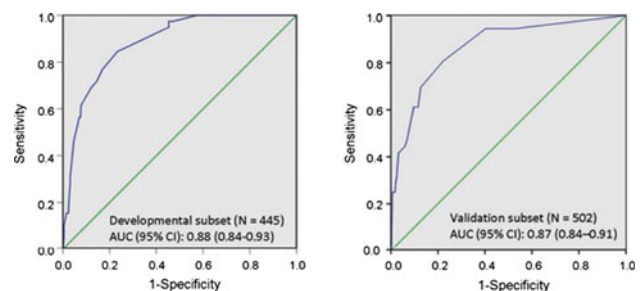 1.0
0.8
0.6
0.4
0.2
0.0
Sensitivity
Developmental subset (N = 445)
AUC (95% CI): 0.88 (0.84-0.93)
0.0 0.2 0.4 0.6 0.8 1.0
1-Specificity
1.0
0.8
0.6
0.4
0.2
0.0
Sensitivity
Validation subset (N = 502)
AUC (95% CI): 0.87 (0.84–0.91)
0.0 0.2 0.4 0.6 0.8 1.0
1-Specificity